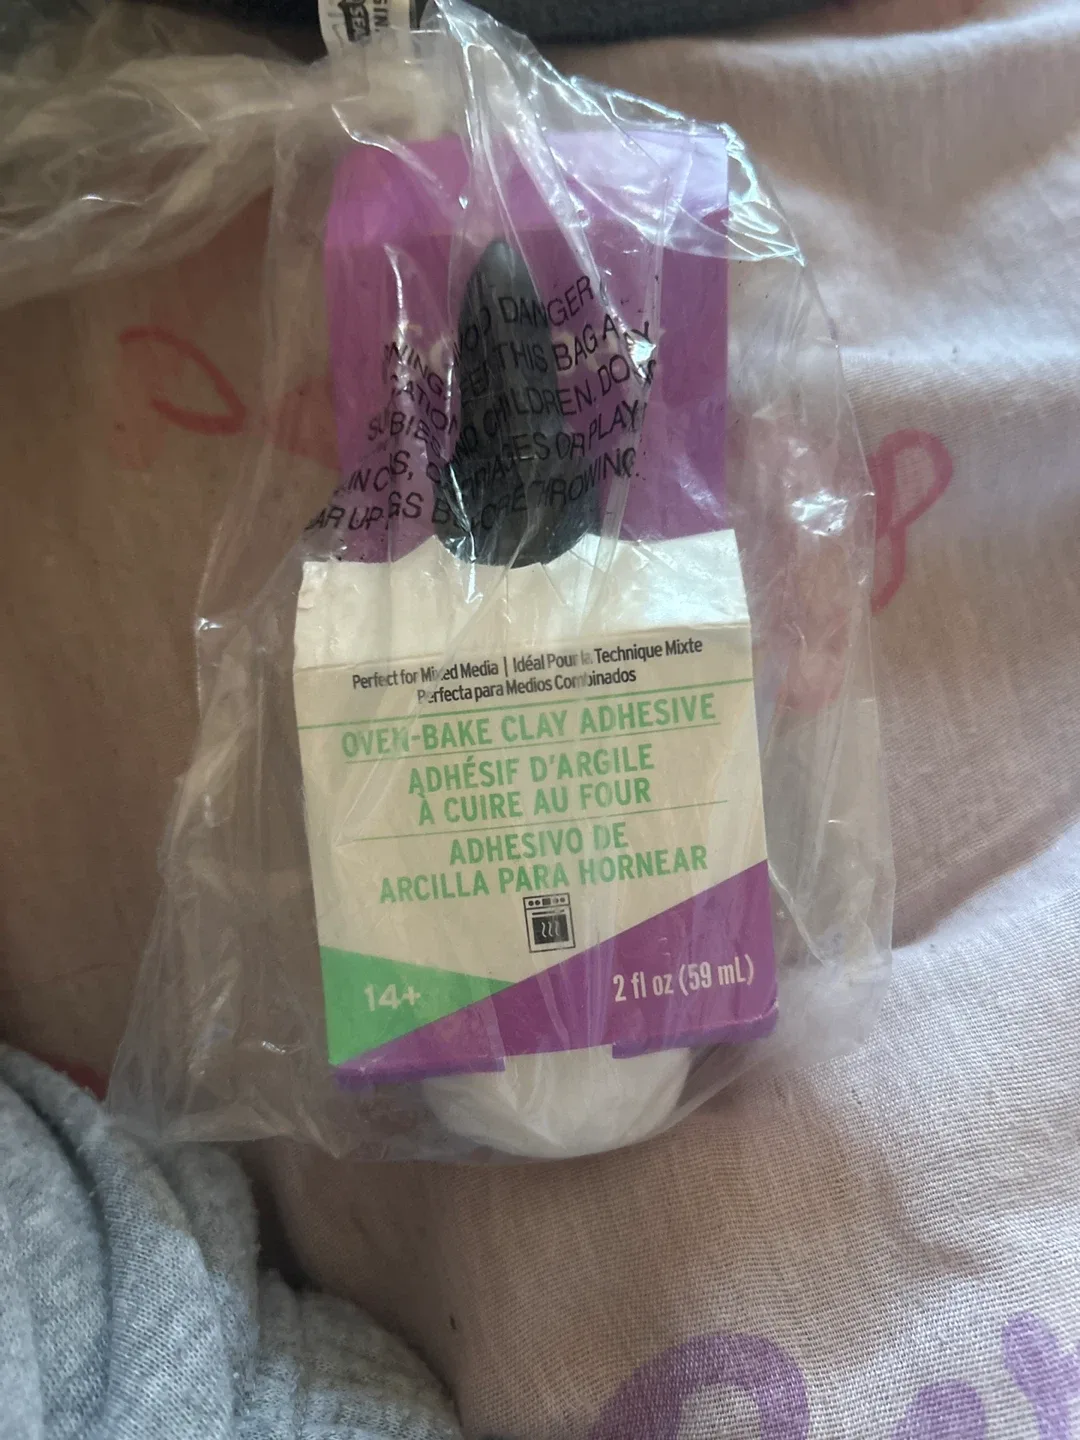 DANGER
THIS BAG A
CHILDREN. DO
OR PLAY
Perfect for Mixed Media | Idéal Pour la Technique Mixte
Perfecta para Medios Combinados
OVEN-BAKE CLAY ADHESIVE
ADHÉSIF D'ARGILE
À CUIRE AU FOUR
ADHESIVO DE
ARCILLA PARA HORNEAR
14+
2 fl oz (59 mL)